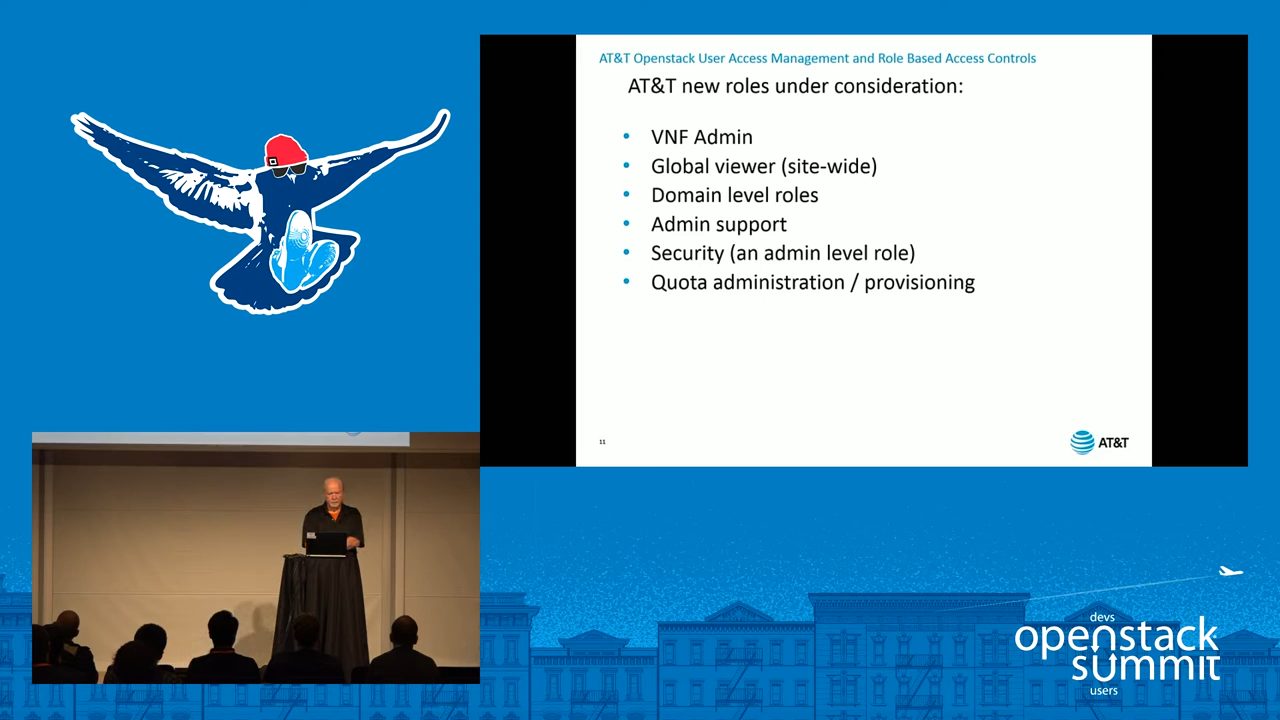 AT&T Openstack User Access Management and Role Based Access Controls
AT&T new roles under consideration:
• VNF Admin
• Global viewer (site-wide)
• Domain level roles
• Admin support
• Security (an admin level role)
• Quota administration / provisioning
11
AT&T
devs
openstack
summit
users